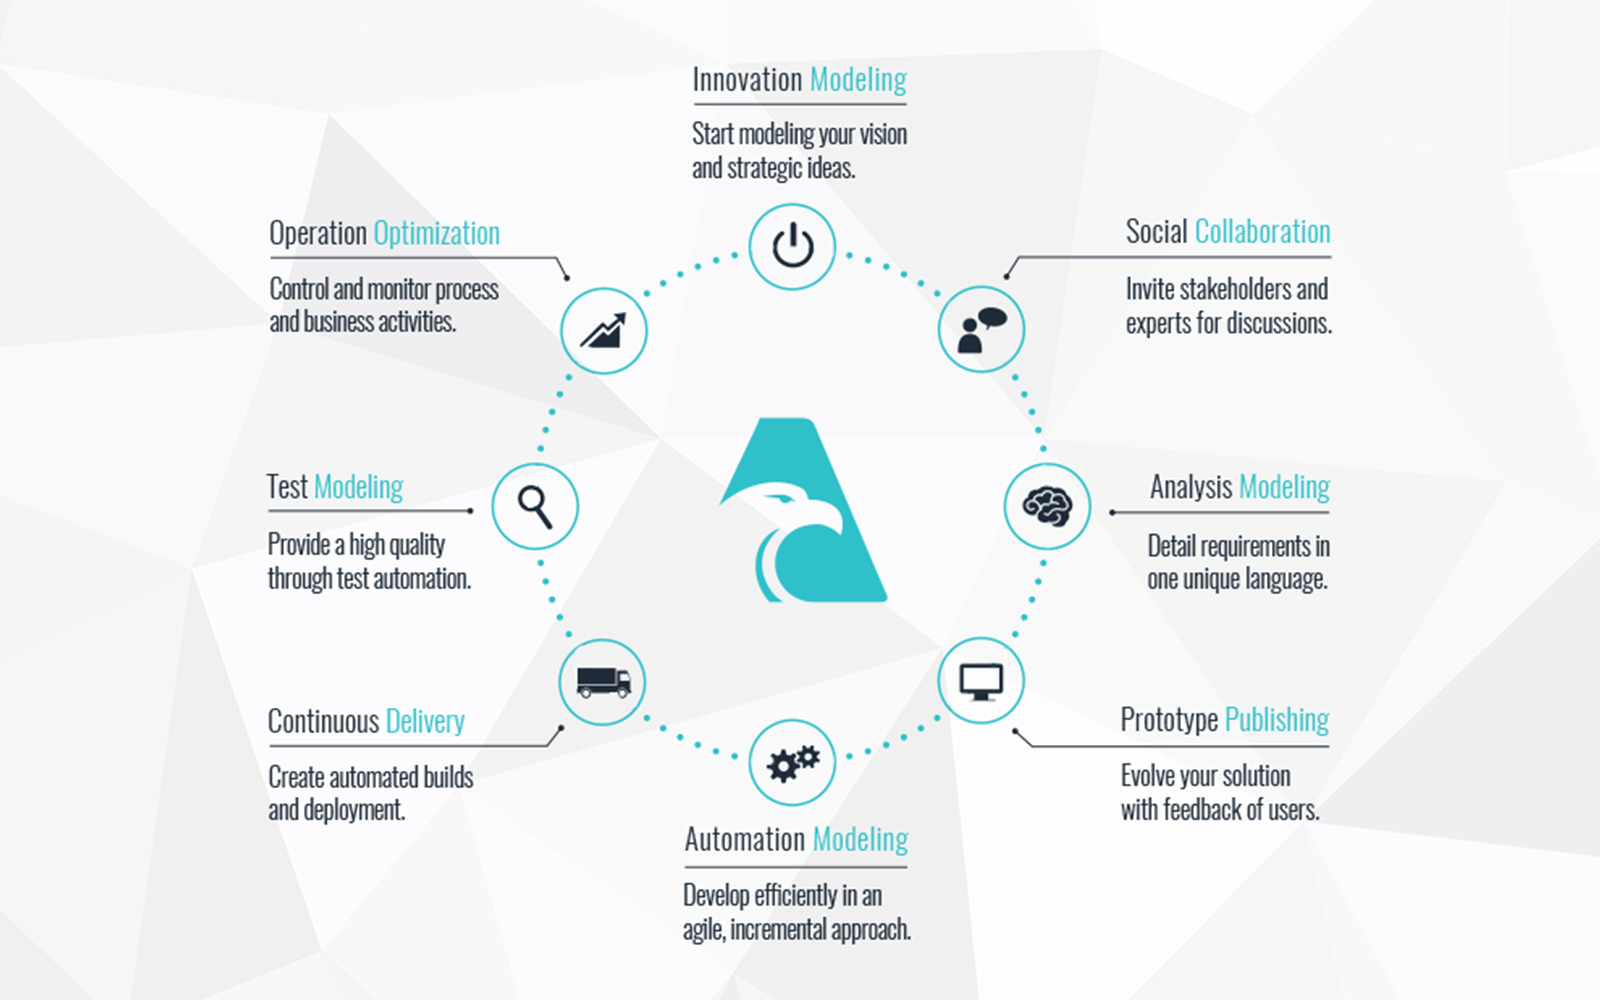 Innovation Modeling
Start modeling your vision
and strategic ideas.
Operation Optimization
Control and monitor process
and business activities.
Social Collaboration
Invite stakeholders and
experts for discussions.
Test Modeling
Provide a high quality
through test automation.
Analysis Modeling
Detail requirements in
one unique language.
Continuous Delivery
Create automated builds
and deployment.
Prototype Publishing
Evolve your solution
with feedback of users.
Automation Modeling
Develop efficiently in an
agile, incremental approach.